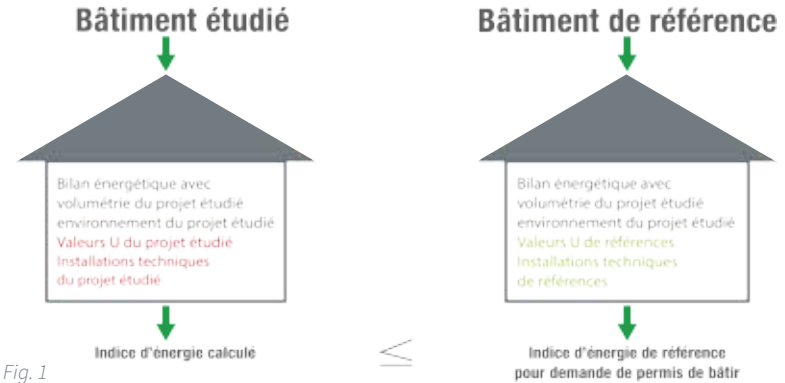 Bâtiment étudié
Bilan énergétique avec
volumétrie du projet étudié
environnement du projet étudié
Valeurs U du projet étudié
Installations techniques
du projet étudié
Indice d'énergie calculé
≤
Bâtiment de référence
Bilan énergétique avec
volumétrie du projet étudié
environnement du projet étudié
Valeurs U de références
Installations techniques
de références
Indice d'énergie de référence
pour demande de permis de bâtir
Fig. 1